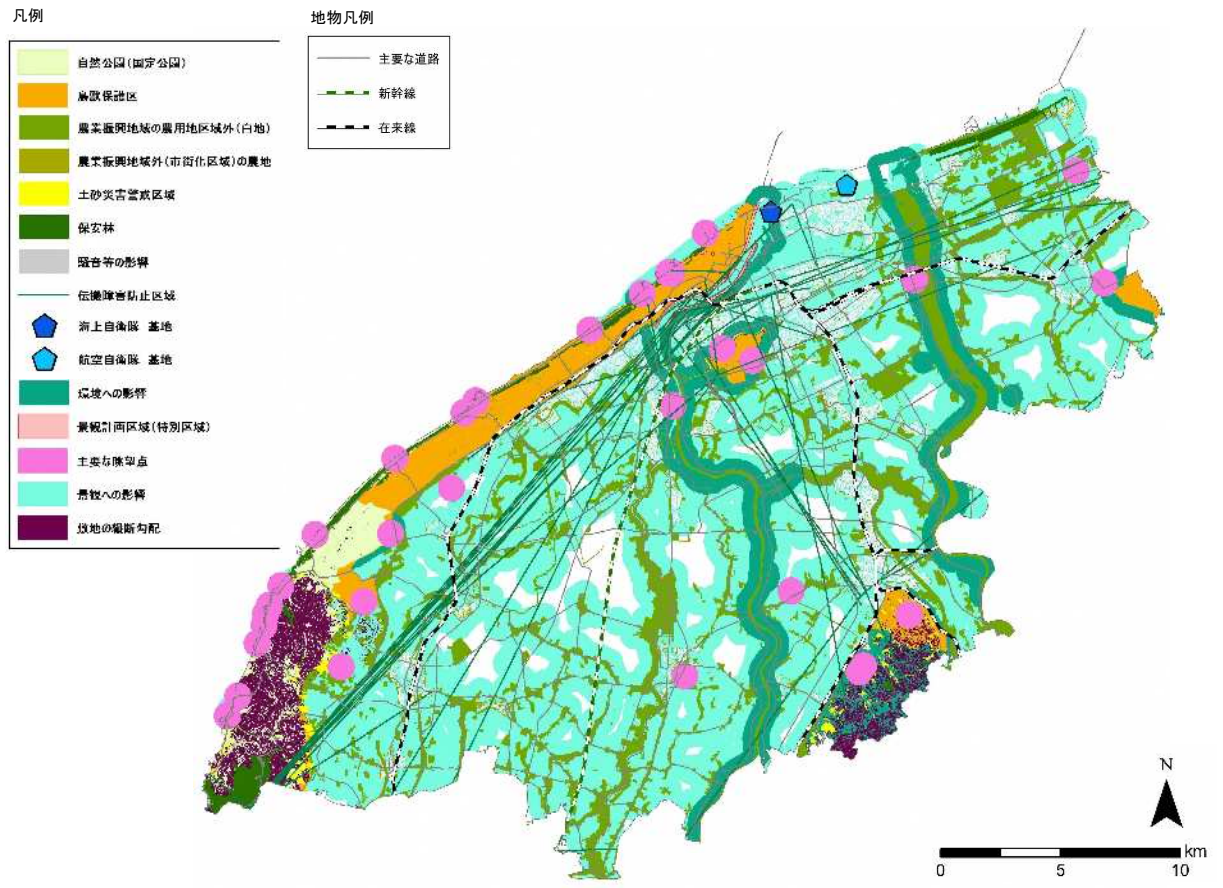 凡例
自然公園(国定公園)
鳥獣保護区
農業振興地域の農用地区域外(白地)
農業振興地域外(市街化区域)の農地
土砂災害警戒区域
保安林
騒音等の影響
伝搬障害防止区域
海上自衛隊 基地
航空自衛隊 基地
環境への影響
景観計画区域(特別区域)
主要な眺望点
景観への影響
敷地の縦断勾配
地物凡例
主要な道路
新幹線
在来線
N
km
0 5 10